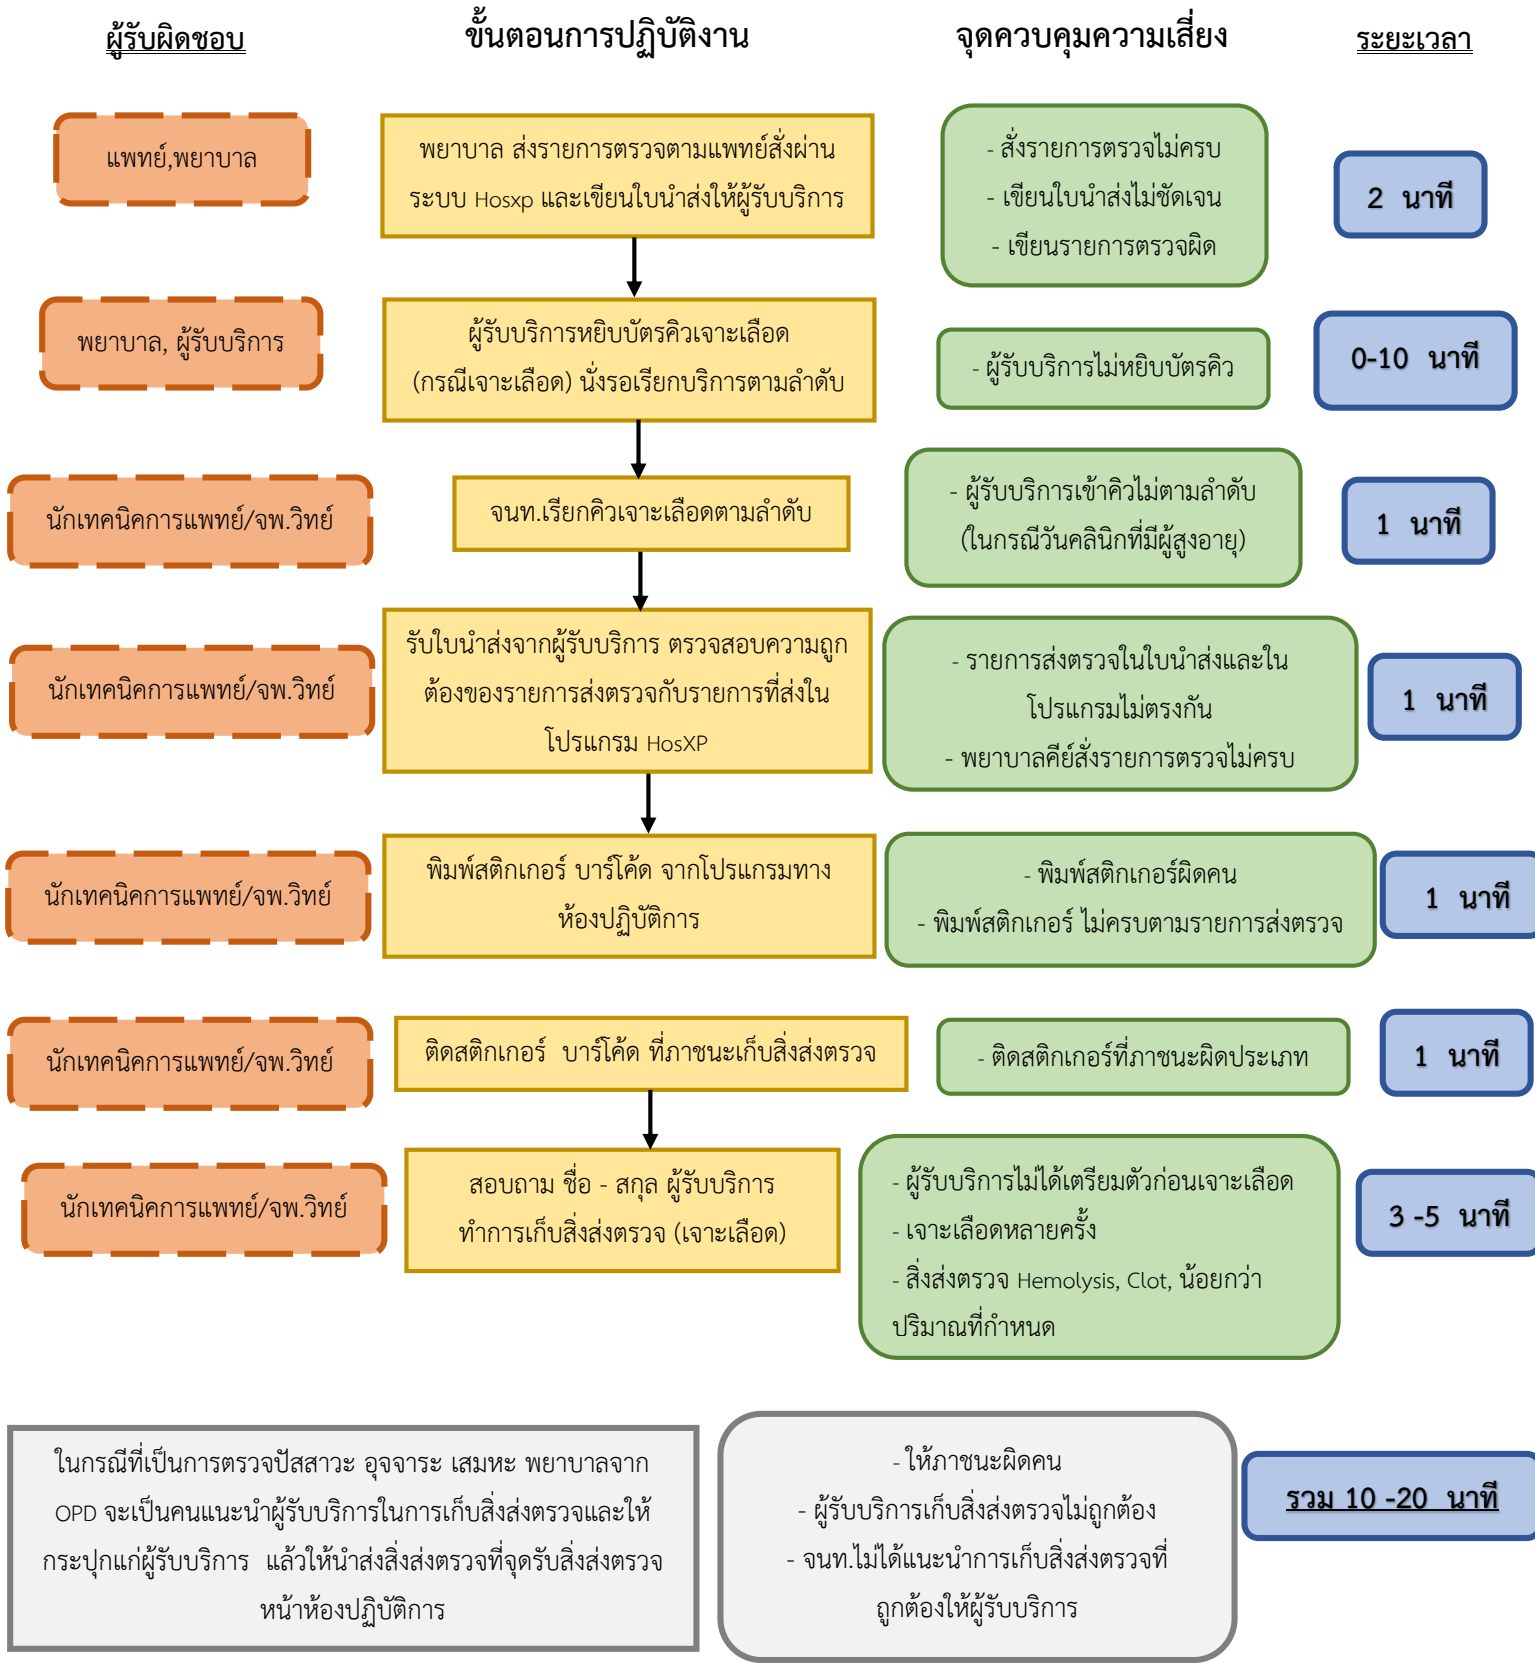 ผู้รับผิดชอบ
ขั้นตอนการปฏิบัติงาน
จุดควบคุมความเสี่ยง
ระยะเวลา
แพทย์,พยาบาล
พยาบาล ส่งรายการตรวจตามแพทย์สั่งผ่าน
ระบบ Hosxp และเขียนใบนำส่งให้ผู้รับบริการ
- สั่งรายการตรวจไม่ครบ
- เขียนใบนำส่งไม่ชัดเจน
- เขียนรายการตรวจผิด
2 นาที
พยาบาล, ผู้รับบริการ
ผู้รับบริการหยิบบัตรคิวเจาะเลือด
(กรณีเจาะเลือด) นั่งรอเรียกบริการตามลำดับ
- ผู้รับบริการไม่หยิบบัตรคิว
0-10 นาที
นักเทคนิคการแพทย์/จพ.วิทย์
จนท.เรียกคิวเจาะเลือดตามลำดับ
- ผู้รับบริการเข้าคิวไม่ตามลำดับ
(ในกรณีวันคลินิกที่มีผู้สูงอายุ)
1 นาที
นักเทคนิคการแพทย์/จพ.วิทย์
รับใบนำส่งจากผู้รับบริการ ตรวจสอบความถูก
ต้องของรายการส่งตรวจกับรายการที่ส่งใน
โปรแกรม HosXP
- รายการส่งตรวจในใบนำส่งและใน
โปรแกรมไม่ตรงกัน
- พยาบาลคีย์สั่งรายการตรวจไม่ครบ
1 นาที
นักเทคนิคการแพทย์/จพ.วิทย์
พิมพ์สติกเกอร์ บาร์โค้ด จากโปรแกรมทาง
ห้องปฏิบัติการ
- พิมพ์สติกเกอร์ผิดคน
- พิมพ์สติกเกอร์ ไม่ครบตามรายการส่งตรวจ
1 นาที
นักเทคนิคการแพทย์/จพ.วิทย์
ติดสติกเกอร์ บาร์โค้ด ที่ภาชนะเก็บสิ่งส่งตรวจ
- ติดสติกเกอร์ที่ภาชนะผิดประเภท
1 นาที
นักเทคนิคการแพทย์/จพ.วิทย์
สอบถาม ชื่อ - สกุล ผู้รับบริการ
ทำการเก็บสิ่งส่งตรวจ (เจาะเลือด)
- ผู้รับบริการไม่ได้เตรียมตัวก่อนเจาะเลือด
- เจาะเลือดหลายครั้ง
- สิ่งส่งตรวจ Hemolysis, Clot, น้อยกว่า
ปริมาณที่กำหนด
3 -5 นาที
ในกรณีที่เป็นการตรวจปัสสาวะ อุจจาระ เสมหะ พยาบาลจาก
OPD จะเป็นคนแนะนำผู้รับบริการในการเก็บสิ่งส่งตรวจและให้
กระปุกแก่ผู้รับบริการ แล้วให้นำส่งสิ่งส่งตรวจที่จุดรับสิ่งส่งตรวจ
หน้าห้องปฏิบัติการ
- ให้ภาชนะผิดคน
- ผู้รับบริการเก็บสิ่งส่งตรวจไม่ถูกต้อง
- จนท.ไม่ได้แนะนำการเก็บสิ่งส่งตรวจที่
ถูกต้องให้ผู้รับบริการ
รวม 10 -20 นาที